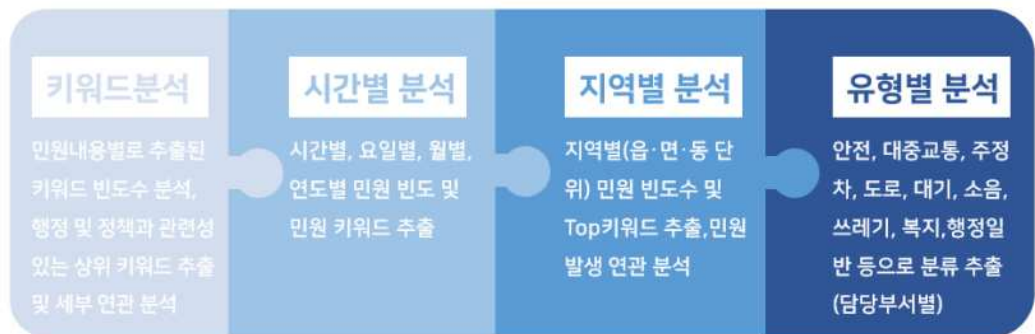 키워드분석
민원내용별로 추출된
키워드 빈도수 분석,
행정 및 정책과 관련성
있는 상위 키워드 추출
및 세부 연관 분석
시간별 분석
시간별, 요일별, 월별,
연도별 민원 빈도 및
민원 키워드 추출
지역별 분석
지역별(읍·면·동 단
위) 민원 빈도수 및
Top키워드 추출,민원
발생 연관 분석
유형별 분석
안전, 대중교통, 주정
차, 도로, 대기, 소음,
쓰레기, 복지,행정일
반 등으로 분류 추출
(담당부서별)